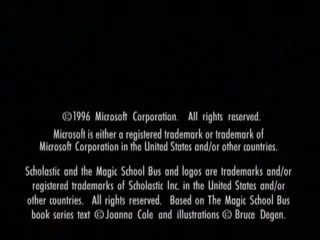 ©1996 Microsoft Corporation. All rights reserved.
Microsoft is either a registered trademark or trademark of
Microsoft Corporation in the United States and/or other countries.
Scholastic and the Magic School Bus and logos are trademarks and/or
registered trademarks of Scholastic Inc. in the United States and/or
other countries. All rights reserved. Based on The Magic School Bus
book series text © Joanna Cole and illustrations © Bruce Degen.